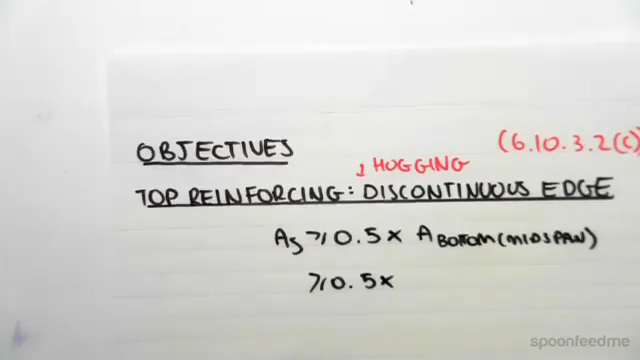 OBJECTIVES
(6.10.3.2(C)
↓ HOGGING
TOP REINFORCING: DISCONTINUOUS EDGE
As ≥ 0.5 × A BOTTOM (MIDSPAN)
≥ 0.5 ×
spoonfeedme